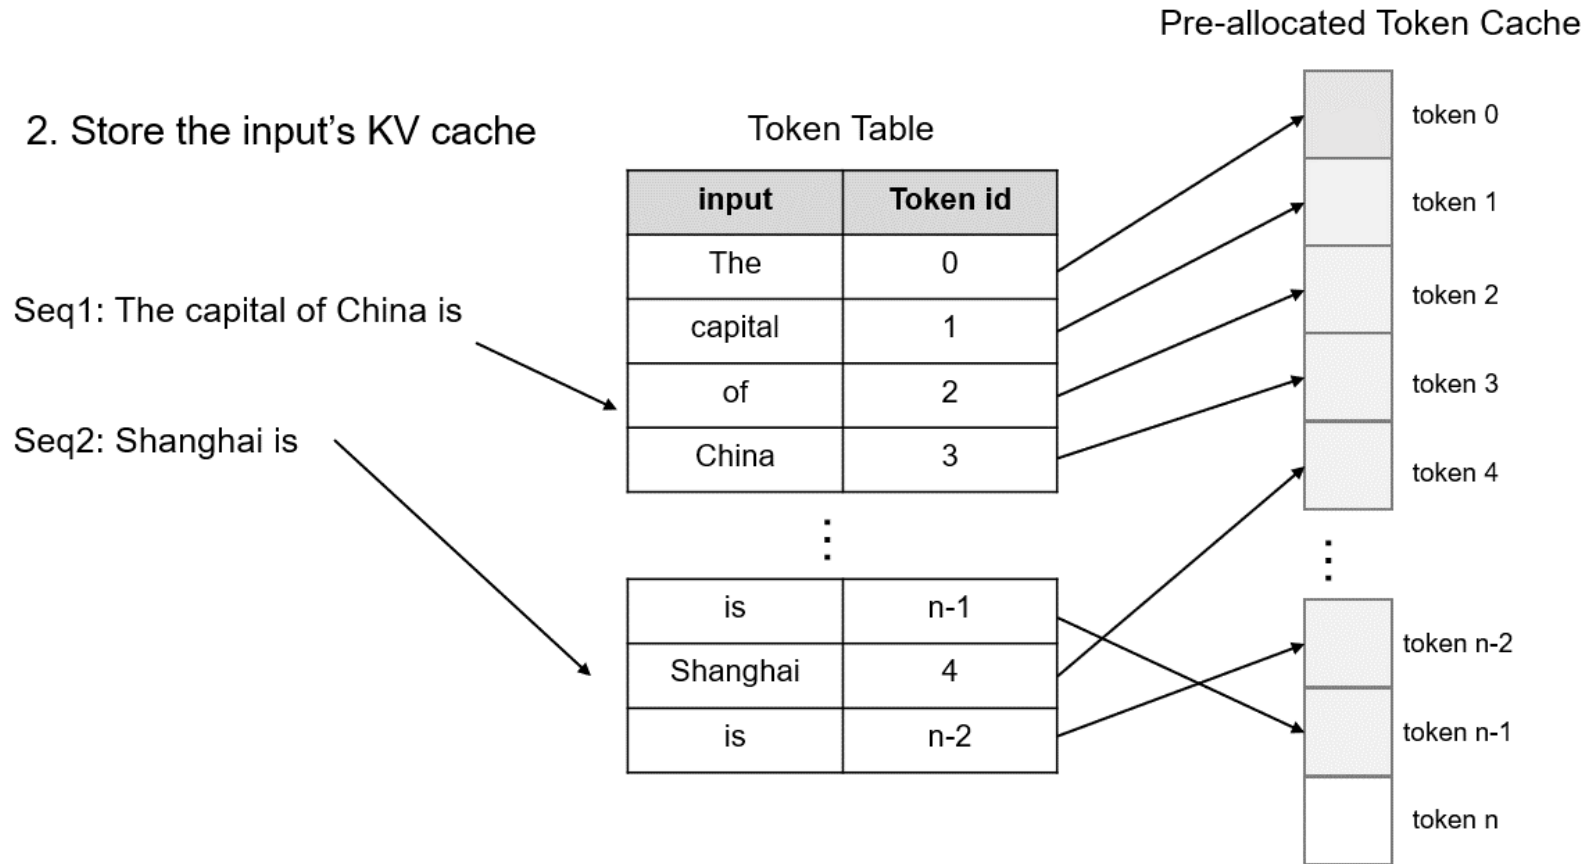 Pre-allocated Token Cache
2. Store the input's KV cache
Token Table
input Token id
The 0
capital 1
of 2
China 3
is n-1
Shanghai 4
is n-2
Seq1: The capital of China is
Seq2: Shanghai is
token 0
token 1
token 2
token 3
token 4
token n-2
token n-1
token n